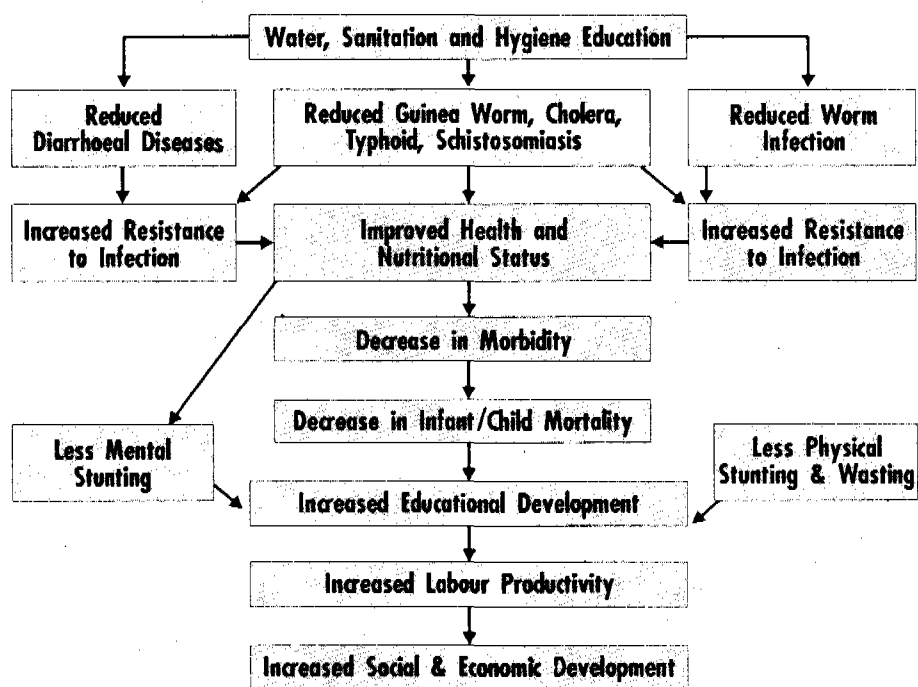 Water, Sanitation and Hygiene Education
Reduced
Diarrhoeal Diseases
Reduced Guinea Worm, Cholera,
Typhoid, Schistosomiasis
Reduced Worm
Infection
Increased Resistance
to Infection
Improved Health and
Nutritional Status
Increased Resistance
to Infection
Decrease in Morbidity
Decrease in Infant/Child Mortality
Less Mental
Stunting
Less Physical
Stunting & Wasting
Increased Educational Development
Increased Labour Productivity
Increased Social & Economic Development